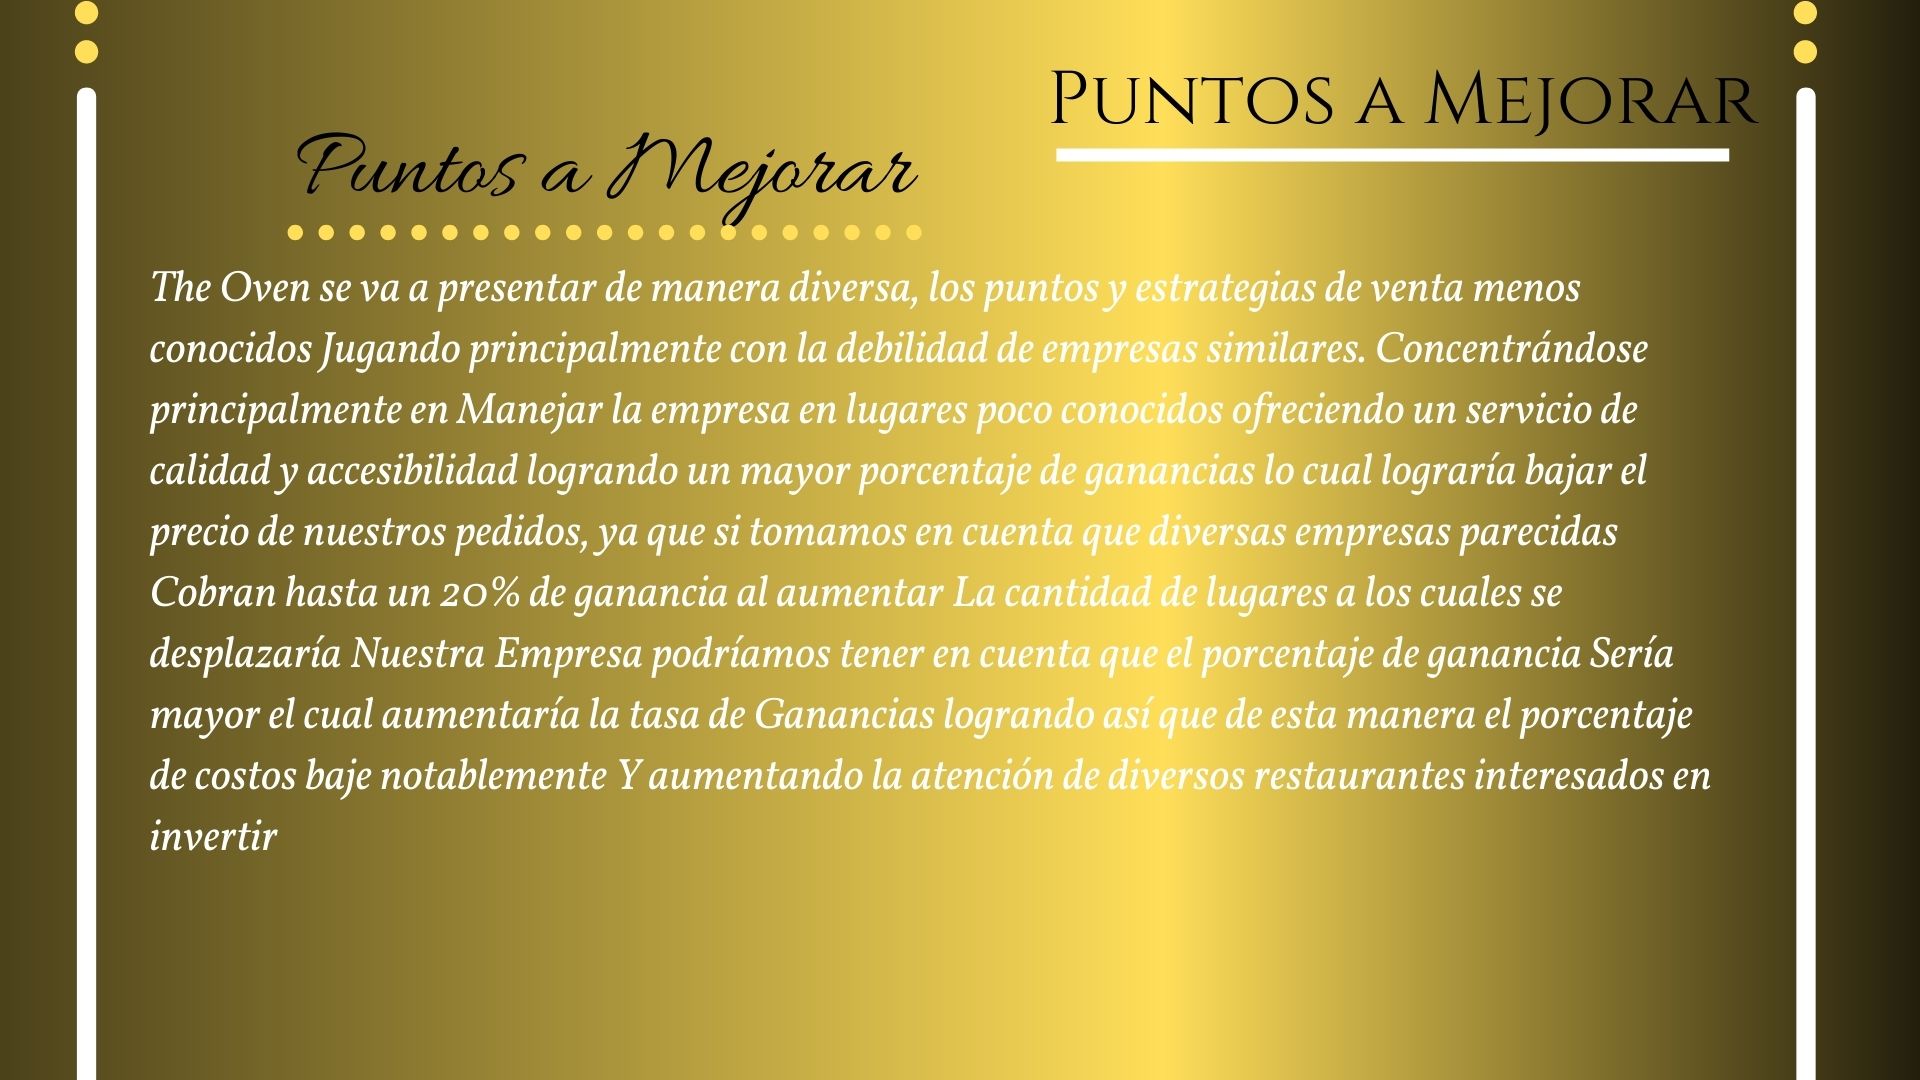 Puntos a Mejorar
Puntos a Mejorar
The Oven se va a presentar de manera diversa, los puntos y estrategias de venta menos
conocidos Jugando principalmente con la debilidad de empresas similares. Concentrándose
principalmente en Manejar la empresa en lugares poco conocidos ofreciendo un servicio de
calidad y accesibilidad logrando un mayor porcentaje de ganancias lo cual lograría bajar el
precio de nuestros pedidos, ya que si tomamos en cuenta que diversas empresas parecidas
Cobran hasta un 20% de ganancia al aumentar La cantidad de lugares a los cuales se
desplazaría Nuestra Empresa podríamos tener en cuenta que el porcentaje de ganancia Sería
mayor el cual aumentaría la tasa de Ganancias logrando así que de esta manera el porcentaje
de costos baje notablemente Y aumentando la atención de diversos restaurantes interesados en
invertir